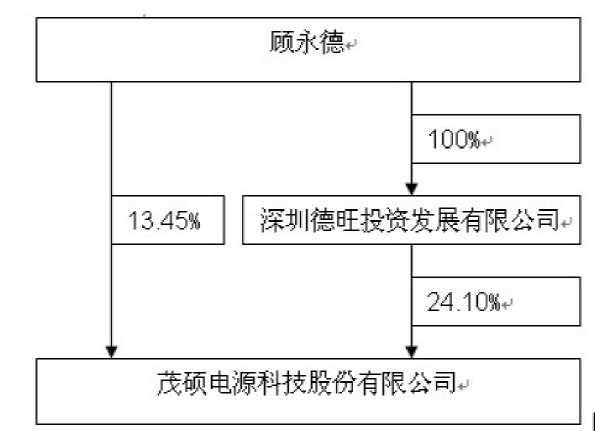 顾永德
100%
13.45%
深圳德旺投资发展有限公司
24.10%
茂硕电源科技股份有限公司